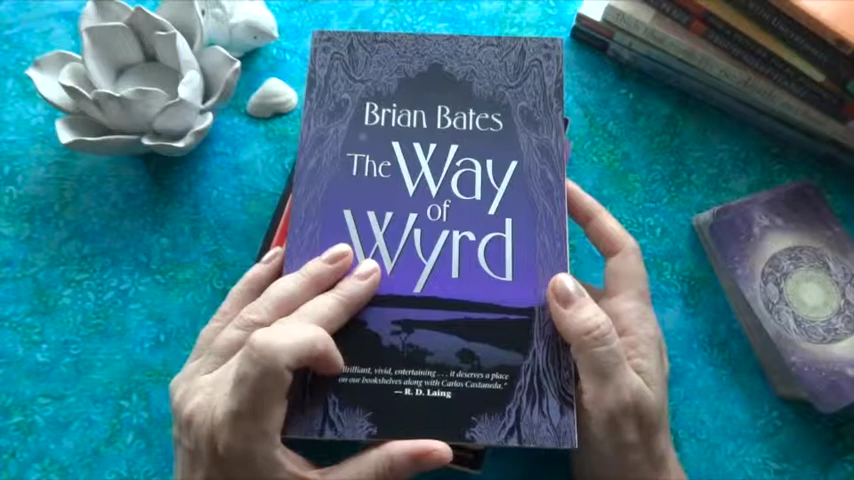 Brian Bates
The Way
of
Wyrd
Brilliant, vivid, entertaining . . . it deserves a place
on our bookshelves along with Carlos Castaneda."
— R. D. Laing